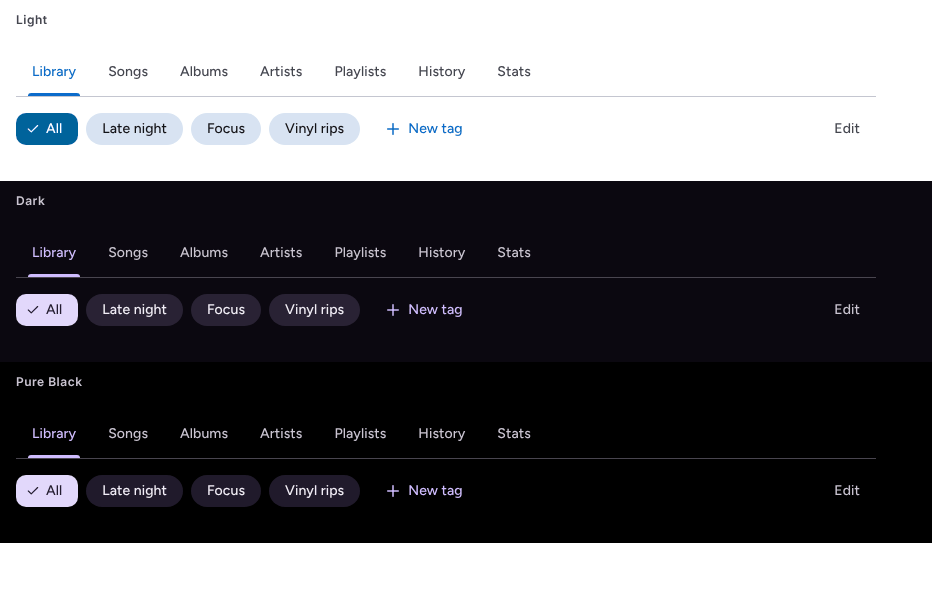 Light
Library Songs Albums Artists Playlists History Stats
All Late night Focus Vinyl rips + New tag Edit
Dark
Library Songs Albums Artists Playlists History Stats
All Late night Focus Vinyl rips + New tag Edit
Pure Black
Library Songs Albums Artists Playlists History Stats
All Late night Focus Vinyl rips + New tag Edit